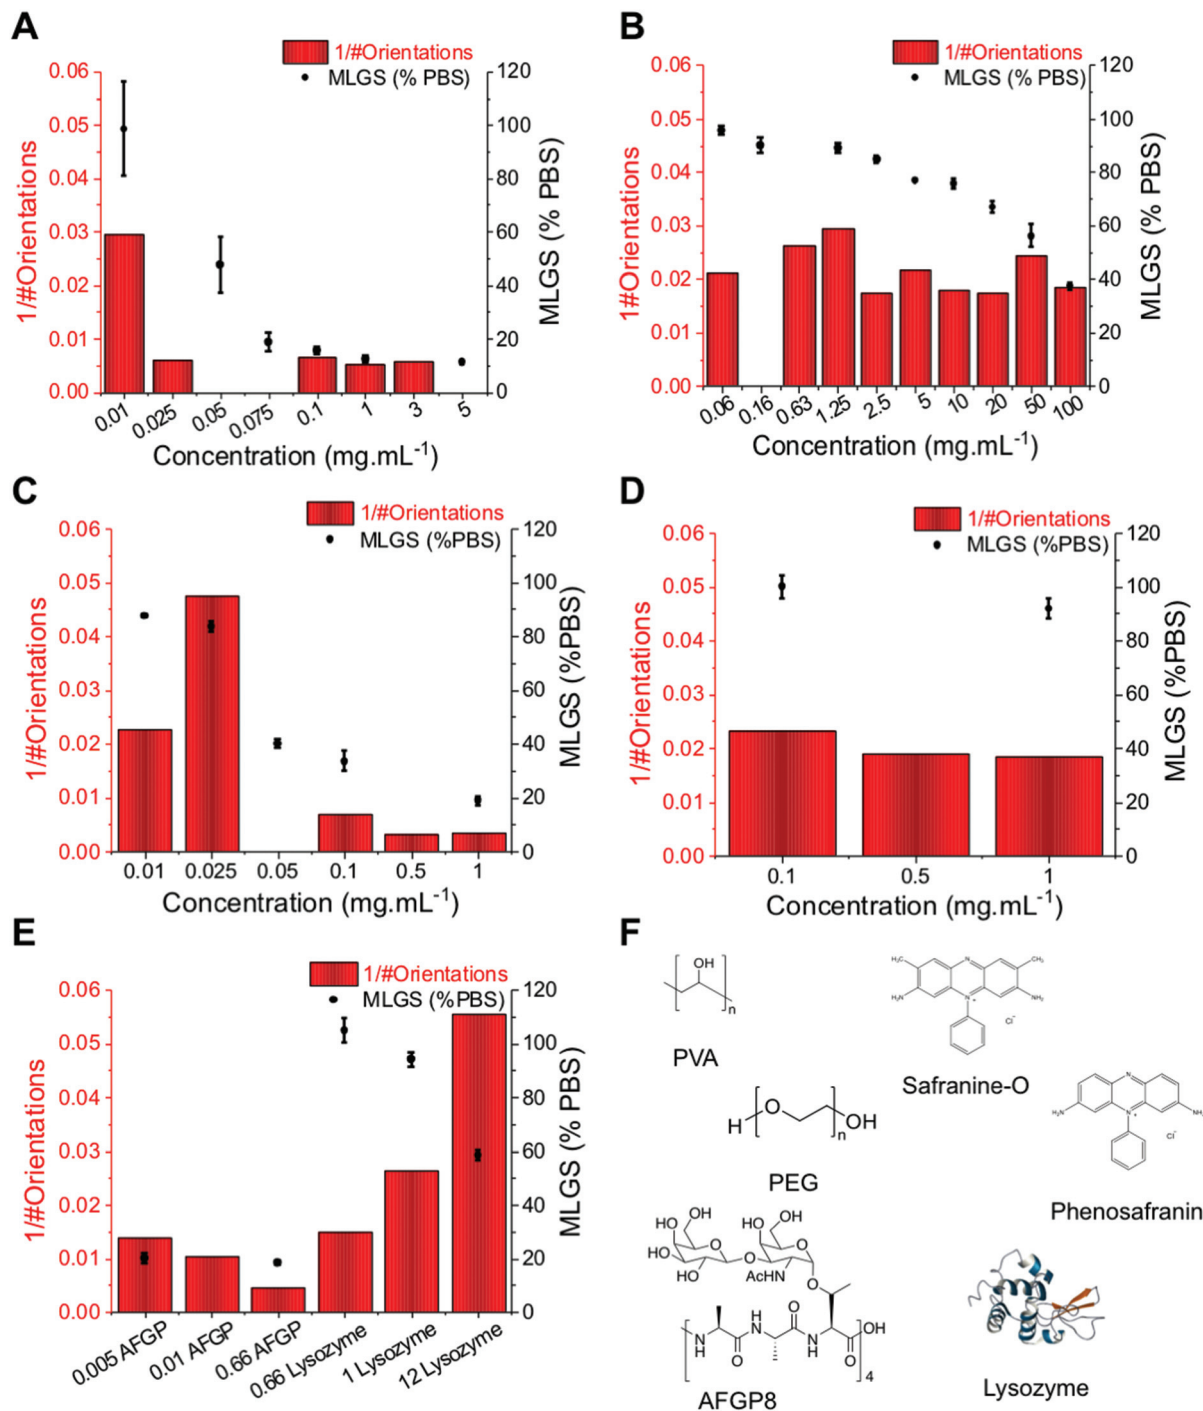 A
1/#Orientations
MLGS (% PBS)
0.06
0.05
0.04
0.03
0.02
0.01
0.00
1/#Orientations
120
100
80
60
40
20
0
MLGS (% PBS)
0.01
0.025
0.05
0.075
0.1
1
3
5
Concentration (mg.mL-1)
B
1/#Orientations
MLGS (% PBS)
0.06
0.05
0.04
0.03
0.02
0.01
0.00
1#Orientations
120
100
80
60
40
20
0
MLGS (% PBS)
0.06
0.16
0.63
1.25
2.5
5
10
20
50
100
Concentration (mg.mL-1)
C
1/#Orientations
MLGS (%PBS)
0.06
0.05
0.04
0.03
0.02
0.01
0.00
1/#Orientations
120
100
80
60
40
20
0
MLGS (%PBS)
0.01
0.025
0.05
0.1
0.5
1
Concentration (mg.mL-1)
D
1/#Orientations
MLGS (%PBS)
0.06
0.05
0.04
0.03
0.02
0.01
0.00
1/#Orientations
120
100
80
60
40
20
0
MLGS (%PBS)
0.1
0.5
1
Concentration (mg.mL-1)
E
1/#Orientations
MLGS (%PBS)
0.06
0.05
0.04
0.03
0.02
0.01
0.00
1/#Orientations
120
100
80
60
40
20
0
MLGS (% PBS)
0.005 AFGP
0.01 AFGP
0.66 AFGP
0.66 Lysozyme
1 Lysozyme
12 Lysozyme
F
OH
n
PVA
H3C
N
CH3
H2N
N+
NH2
Cl-
Safranine-O
H
O
OH
n
PEG
N
H2N
N+
NH2
Cl-
Phenosafranin
OH
OH
HO
O
HO
OH
O
HO
OH
O
AcHN
O
N
H
O
H
N
O
N
H
O
OH
4
AFGP8
Lysozyme